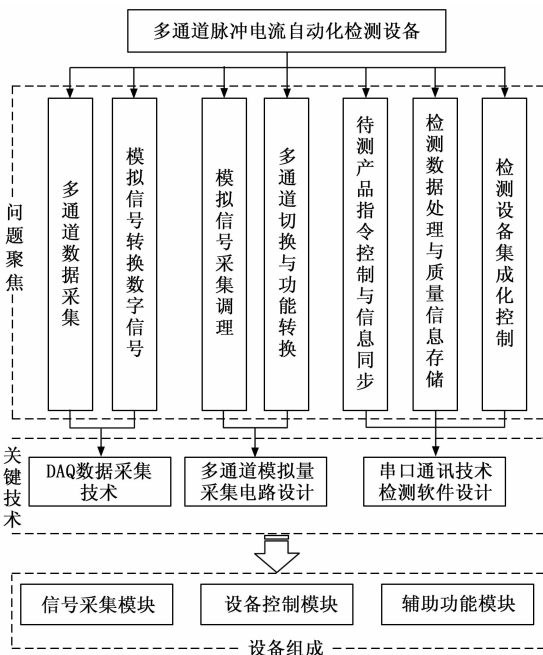 多通道脉冲电流自动化检测设备
问题聚焦
多通道数据采集
模拟信号转换数字信号
模拟信号采集调理
多通道切换与功能转换
待测产品指令控制与信息同步
检测数据处理与质量信息存储
检测设备集成化控制
关键技术
DAQ数据采集
技术
多通道模拟量
采集电路设计
串口通讯技术
检测软件设计
信号采集模块
设备控制模块
辅助功能模块
设备组成